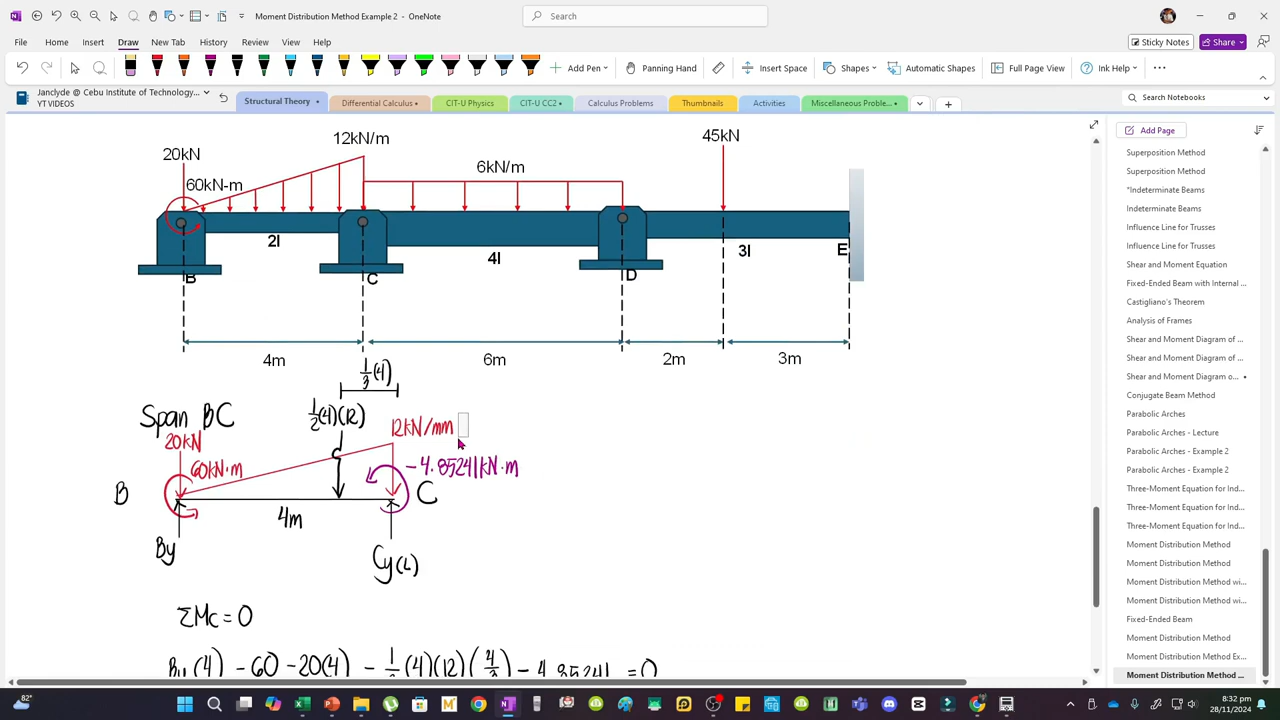 Moment Distribution Method Example 2 - OneNote
Search
File Home Insert Draw New Tab History Review View Help
Sticky Notes Share
Add Pen Panning Hand Insert Space Shapes Automatic Shapes Full Page View Ink Help
Janclyde @ Cebu Institute of Technology...
YT VIDEOS
Structural Theory Differential Calculus CIT-U Physics CIT-U CC2 Calculus Problems Thumbnails Activities Miscellaneous Proble... +
Search Notebooks
Add Page
Superposition Method
Superposition Method
*Indeterminate Beams
Indeterminate Beams
Influence Line for Trusses
Influence Line for Trusses
Shear and Moment Equation
Fixed-Ended Beam with Internal ...
Castigliano's Theorem
Analysis of Frames
Shear and Moment Diagram of ...
Shear and Moment Diagram of ...
Shear and Moment Diagram o...
Conjugate Beam Method
Parabolic Arches
Parabolic Arches - Lecture
Parabolic Arches - Example 2
Parabolic Arches - Example 2
Three-Moment Equation for Ind...
Three-Moment Equation for Ind...
Three-Moment Equation for Ind...
Moment Distribution Method
Moment Distribution Method
Moment Distribution Method wi...
Moment Distribution Method wi...
Fixed-Ended Beam
Moment Distribution Method
Moment Distribution Method Ex...
Moment Distribution Method ...
12kN/m 45kN
20kN 6kN/m
60kN-m
2I 4I 3I E
B C D
4m 6m 2m 3m
1/3(4)
Span BC 1/2(4)(12) 12kN/mm
20kN
60kN·m -4.85241kN·m
B C
4m
By Cy(L)
ΣMc = 0
By(4) - 60 - 20(4) - 1/2(4)(12)(4/3) - 4.85241 = 0
82°
8:32 pm
28/11/2024